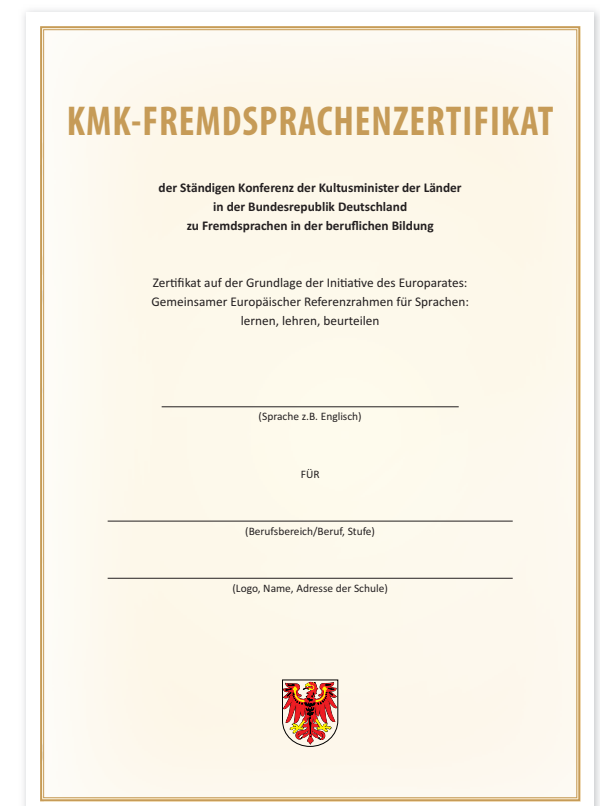 KMK-FREMDSPRACHENZERTIFIKAT
der Ständigen Konferenz der Kultusminister der Länder
in der Bundesrepublik Deutschland
zu Fremdsprachen in der beruflichen Bildung
Zertifikat auf der Grundlage der Initiative des Europarates:
Gemeinsamer Europäischer Referenzrahmen für Sprachen:
lernen, lehren, beurteilen
(Sprache z.B. Englisch)
FÜR
(Berufsbereich/Beruf, Stufe)
(Logo, Name, Adresse der Schule)